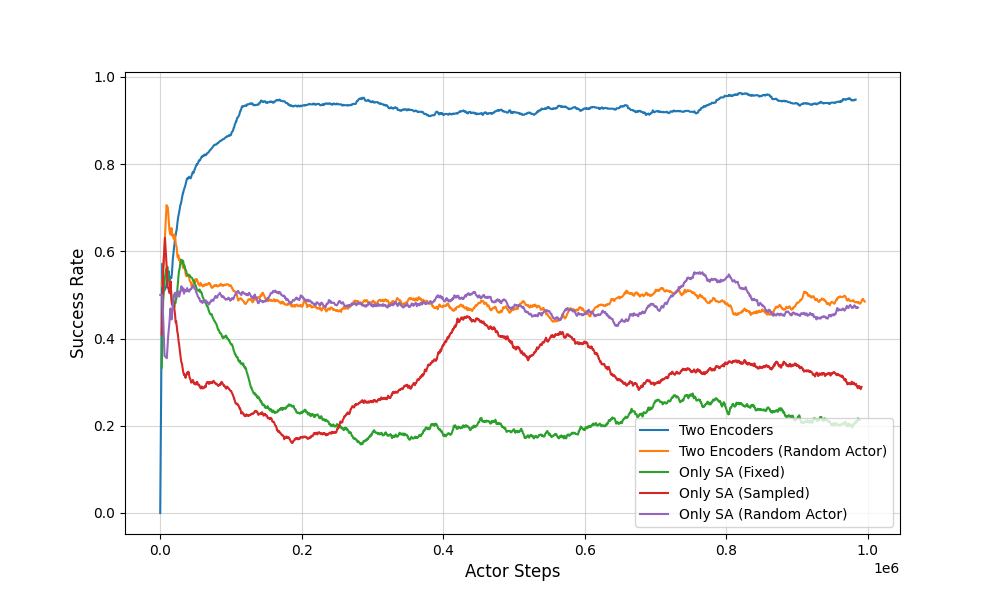 1.0
0.8
0.6
0.4
0.2
0.0
Success Rate
0.0 0.2 0.4 0.6 0.8 1.0
1e6
Actor Steps
Two Encoders
Two Encoders (Random Actor)
Only SA (Fixed)
Only SA (Sampled)
Only SA (Random Actor)